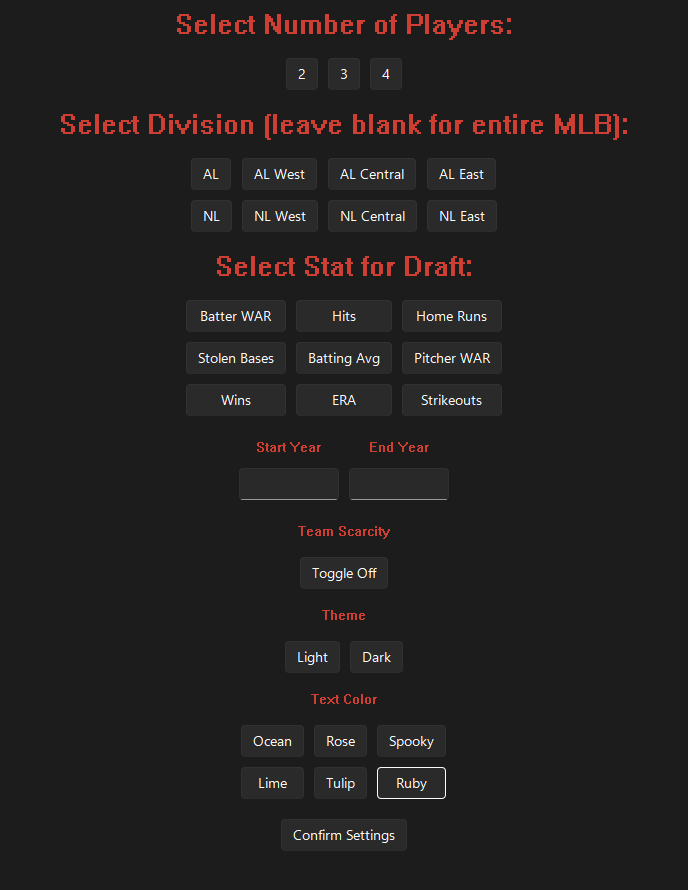 Select Number of Players:
2 3 4
Select Division (leave blank for entire MLB):
AL AL West AL Central AL East
NL NL West NL Central NL East
Select Stat for Draft:
Batter WAR Hits Home Runs
Stolen Bases Batting Avg Pitcher WAR
Wins ERA Strikeouts
Start Year End Year
Team Scarcity
Toggle Off
Theme
Light Dark
Text Color
Ocean Rose Spooky
Lime Tulip Ruby
Confirm Settings